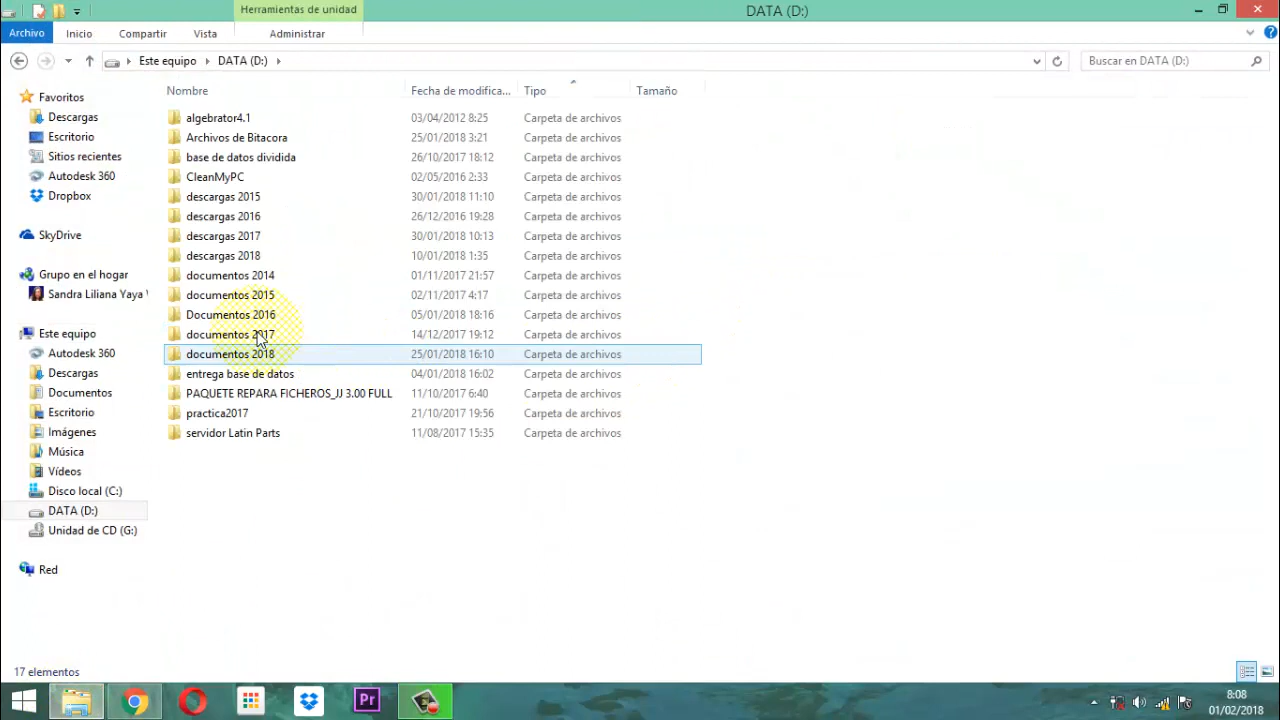 Herramientas de unidad
DATA (D:)
Archivo Inicio Compartir Vista Administrar
Este equipo DATA (D:)
Buscar en DATA (D:)
Favoritos
Descargas
Escritorio
Sitios recientes
Autodesk 360
Dropbox
SkyDrive
Grupo en el hogar
Sandra Liliana Yaya
Este equipo
Autodesk 360
Descargas
Documentos
Escritorio
Imágenes
Música
Vídeos
Disco local (C:)
DATA (D:)
Unidad de CD (G:)
Red
Nombre Fecha de modifica... Tipo Tamaño
algebrator4.1 03/04/2012 8:25 Carpeta de archivos
Archivos de Bitacora 25/01/2018 3:21 Carpeta de archivos
base de datos dividida 26/10/2017 18:12 Carpeta de archivos
CleanMyPC 02/05/2016 2:33 Carpeta de archivos
descargas 2015 30/01/2018 11:10 Carpeta de archivos
descargas 2016 26/12/2016 19:28 Carpeta de archivos
descargas 2017 30/01/2018 10:13 Carpeta de archivos
descargas 2018 10/01/2018 1:35 Carpeta de archivos
documentos 2014 01/11/2017 21:57 Carpeta de archivos
documentos 2015 02/11/2017 4:17 Carpeta de archivos
Documentos 2016 05/01/2018 18:16 Carpeta de archivos
documentos 2017 14/12/2017 19:12 Carpeta de archivos
documentos 2018 25/01/2018 16:10 Carpeta de archivos
entrega base de datos 04/01/2018 16:02 Carpeta de archivos
PAQUETE REPARA FICHEROS_JJ 3.00 FULL 11/10/2017 6:40 Carpeta de archivos
practica2017 21/10/2017 19:56 Carpeta de archivos
servidor Latin Parts 11/08/2017 15:35 Carpeta de archivos
17 elementos
Pr
8:08
01/02/2018